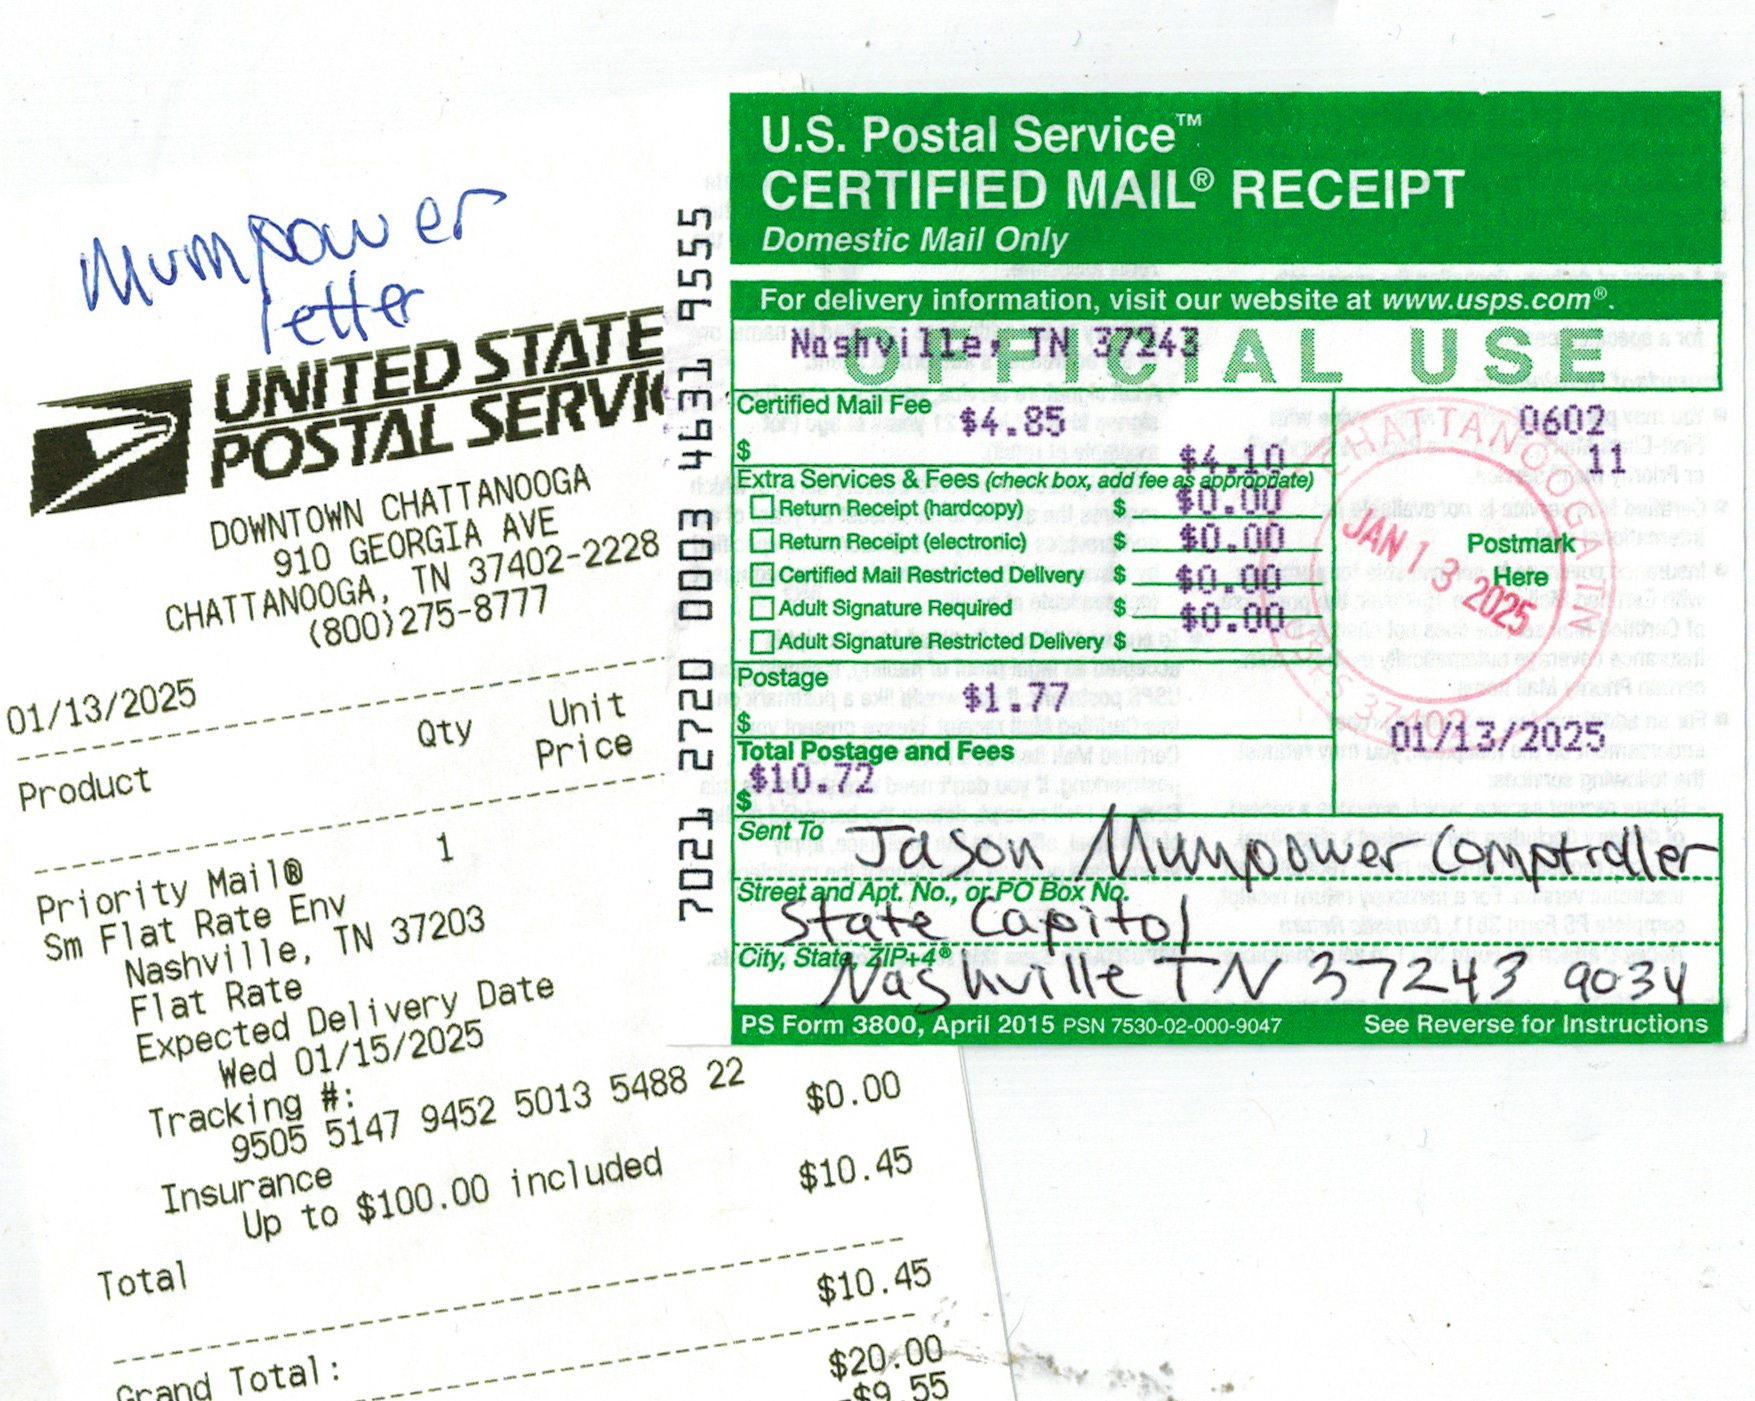 Mumpower
letter
UNITED STATE
POSTAL SERVI
DOWNTOWN CHATTANOOGA
910 GEORGIA AVE
CHATTANOOGA, TN 37402-2228
(800)275-8777
01/13/2025
Product Qty Unit
Price
Priority Mail® 1
Sm Flat Rate Env
Nashville, TN 37203
Flat Rate
Expected Delivery Date
Wed 01/15/2025
Tracking #:
9505 5147 9452 5013 5488 22
Insurance $0.00
Up to $100.00 included
Total $10.45
Grand Total: $10.45
$20.00
-$9.55
7021 2720 0003 4631 9555
U.S. Postal Service™
CERTIFIED MAIL® RECEIPT
Domestic Mail Only
For delivery information, visit our website at www.usps.com®.
OFFICIAL USE
Nashville, TN 37243
Certified Mail Fee $4.85
$
$4.10
Extra Services & Fees (check box, add fee as appropriate)
Return Receipt (hardcopy) $ $0.00
Return Receipt (electronic) $ $0.00
Certified Mail Restricted Delivery $ $0.00
Adult Signature Required $ $0.00
Adult Signature Restricted Delivery $
Postage
$ $1.77
Total Postage and Fees
$ $10.72
0602
11
Postmark
Here
CHATTANOOGA TN
JAN 13 2025
USPS
01/13/2025
Sent To Jason Mumpower Comptroller
Street and Apt. No., or PO Box No.
State Capitol
City, State, ZIP+4®
Nashville TN 37243 9034
PS Form 3800, April 2015 PSN 7530-02-000-9047 See Reverse for Instructions